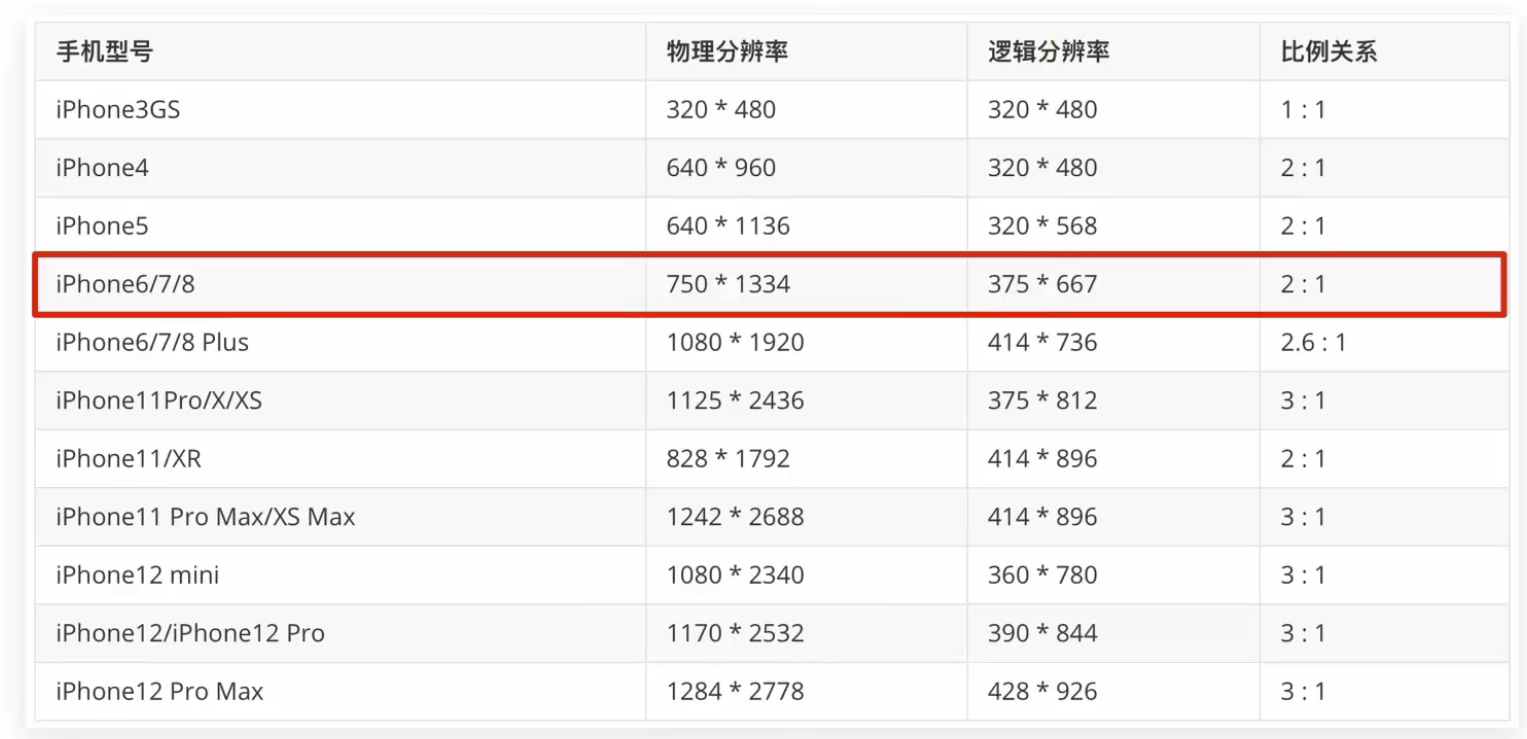 手机型号 物理分辨率 逻辑分辨率 比例关系
iPhone3GS 320 * 480 320 * 480 1 : 1
iPhone4 640 * 960 320 * 480 2 : 1
iPhone5 640 * 1136 320 * 568 2 : 1
iPhone6/7/8 750 * 1334 375 * 667 2 : 1
iPhone6/7/8 Plus 1080 * 1920 414 * 736 2.6 : 1
iPhone11Pro/X/XS 1125 * 2436 375 * 812 3 : 1
iPhone11/XR 828 * 1792 414 * 896 2 : 1
iPhone11 Pro Max/XS Max 1242 * 2688 414 * 896 3 : 1
iPhone12 mini 1080 * 2340 360 * 780 3 : 1
iPhone12/iPhone12 Pro 1170 * 2532 390 * 844 3 : 1
iPhone12 Pro Max 1284 * 2778 428 * 926 3 : 1